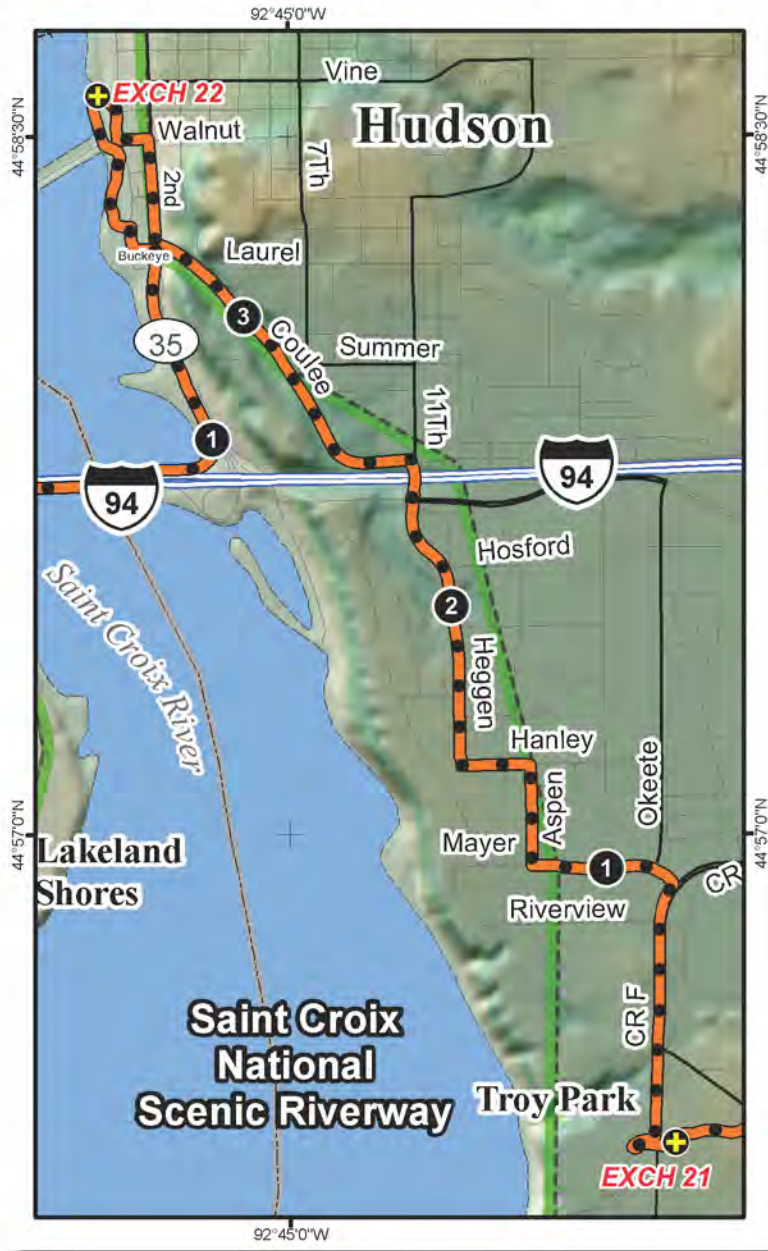 92°45'0"W
EXCH 22
Vine
Hudson
44°58'30"N
44°58'30"N
Walnut
7Th
2nd
Buckeye
Laurel
3
Coulee
35
Summer
11Th
1
94
94
Hosford
Saint Croix River
2
Heggen
Hanley
Okeete
Aspen
44°57'0"N
44°57'0"N
Mayer
Lakeland
Shores
1
CR
Riverview
CR F
Saint Croix
National
Scenic Riverway
Troy Park
EXCH 21
92°45'0"W